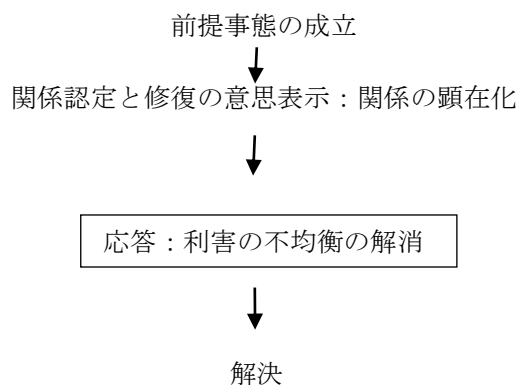 前提事態の成立
関係認定と修復の意思表示：関係の顕在化
応答：利害の不均衡の解消
解決